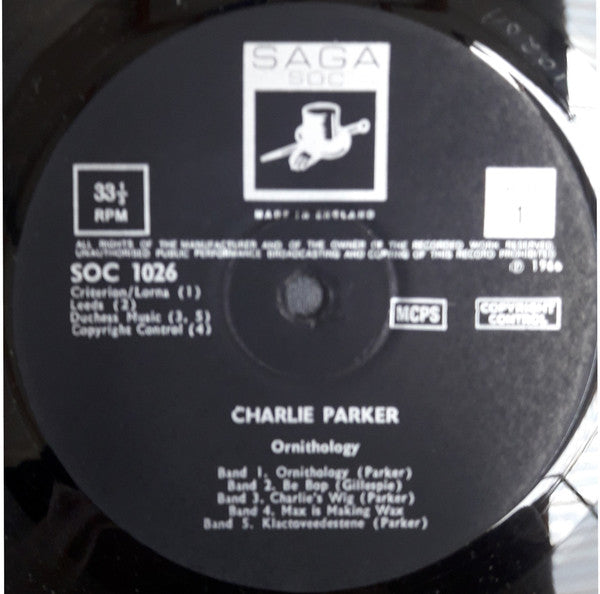 SAGA
SOC
33⅓
RPM
MADE IN ENGLAND
1
ALL RIGHTS OF THE MANUFACTURER AND OF THE OWNER OF THE RECORDED WORK RESERVED.
UNAUTHORISED PUBLIC PERFORMANCE BROADCASTING AND COPYING OF THIS RECORD PROHIBITED
SOC 1026
℗ 1966
Criterion/Lorna (1)
Leeds (2)
Duchess Music (3, 5)
Copyright Control (4)
MCPS
COPYRIGHT
CONTROL
CHARLIE PARKER
Ornithology
Band 1. Ornithology (Parker)
Band 2. Be Bop (Gillespie)
Band 3. Charlie's Wig (Parker)
Band 4. Max is Making Wax
Band 5. Klactoveedestene (Parker)